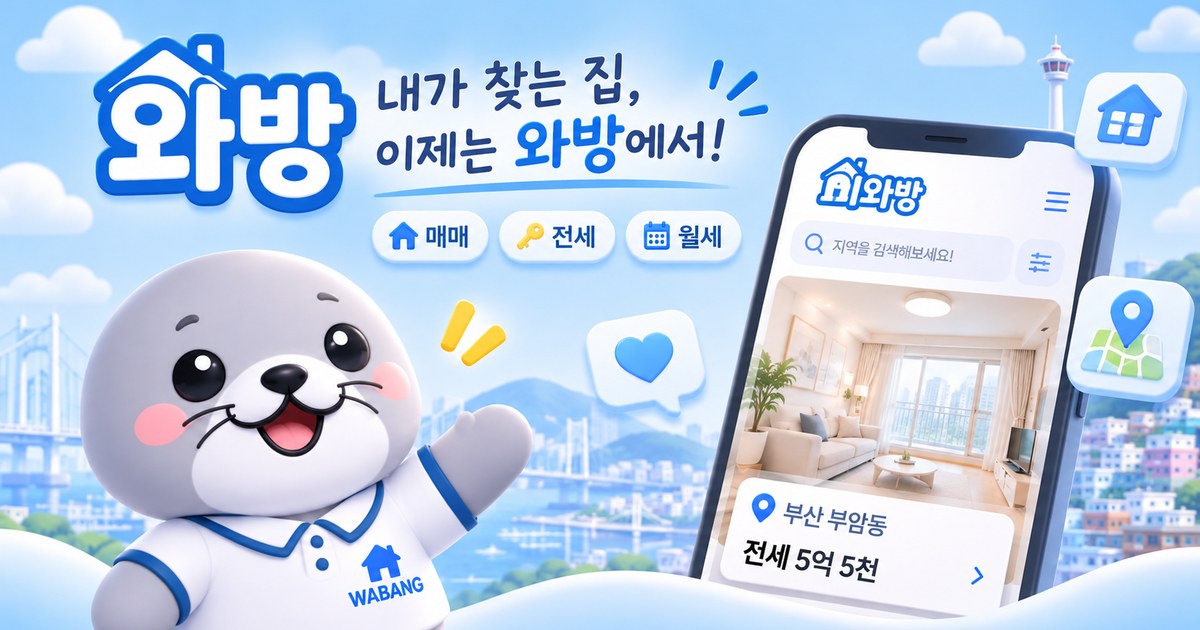 와방
내가 찾는 집,
이제는 와방에서!
매매
전세
월세
와방
지역을 검색해보세요!
부산 부암동
전세 5억 5천
WABANG